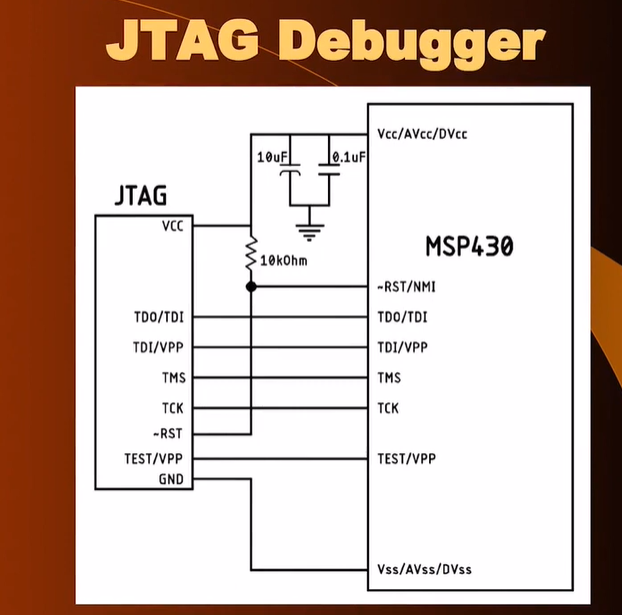 JTAG Debugger
Vcc/AVcc/DVcc
10uF
0.1uF
JTAG
VCC
MSP430
10kOhm
~RST/NMI
TDO/TDI
TDO/TDI
TDI/VPP
TDI/VPP
TMS
TMS
TCK
TCK
~RST
TEST/VPP
TEST/VPP
GND
Vss/AVss/DVss